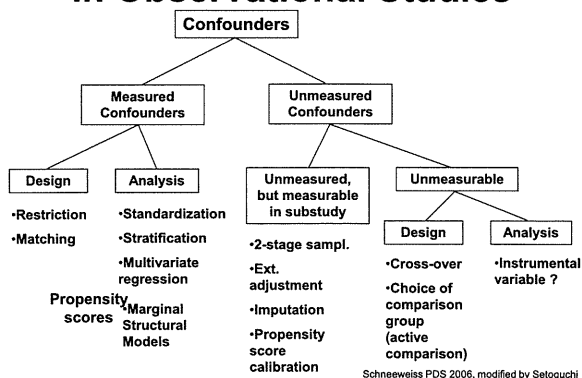 in Observational Studies
Confounders
Measured
Confounders
Unmeasured
Confounders
Design
Analysis
Unmeasured,
but measurable
in substudy
Unmeasurable
•Restriction
•Matching
•Standardization
•Stratification
•Multivariate
regression
Propensity
scores
•Marginal
Structural
Models
•2-stage sampl.
•Ext.
adjustment
•Imputation
•Propensity
score
calibration
Design
Analysis
•Cross-over
•Choice of
comparison
group
(active
comparison)
•Instrumental
variable ?
Schneeweiss PDS 2006, modified by Setoguchi